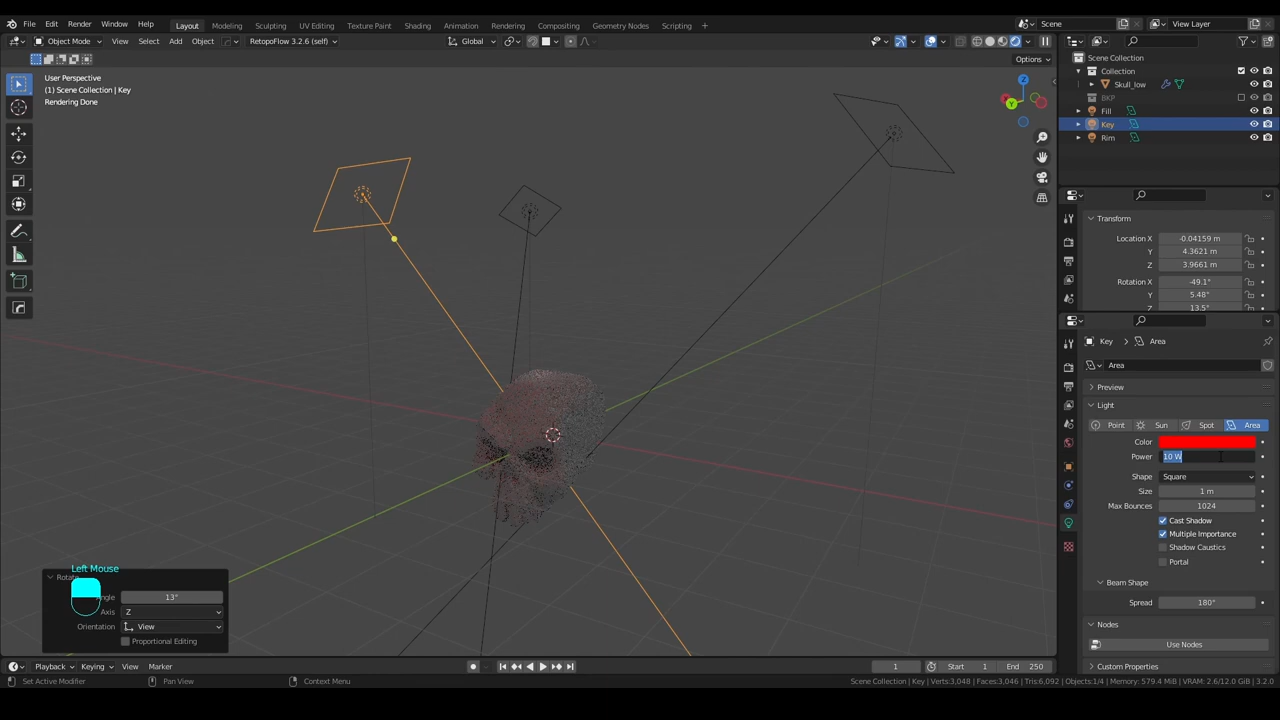 File Edit Render Window Help Layout Modeling Sculpting UV Editing Texture Paint Shading Animation Rendering Compositing Geometry Nodes Scripting + Scene View Layer
Object Mode View Select Add Object RetopoFlow 3.2.6 (self) Global
Options
User Perspective
(1) Scene Collection | Key
Rendering Done
Z
Y
Scene Collection
Collection
Skull_low
BKP
Fill
Key
Rim
Transform
Location X -0.04159 m
Y 4.3621 m
Z 3.9661 m
Rotation X -49.1°
Y 5.48°
Z 13.5°
Key > Area
Area
Preview
Light
Point Sun Spot Area
Color
Power 10 W
Shape Square
Size 1 m
Max Bounces 1024
Cast Shadow
Multiple Importance
Shadow Caustics
Portal
Beam Shape
Spread 180°
Nodes
Use Nodes
Custom Properties
Left Mouse
Rotate
Angle 13°
Axis Z
Orientation View
Proportional Editing
Playback Keying View Marker 1 Start 1 End 250
Set Active Modifier Pan View Context Menu Scene Collection | Key | Verts:3,048 | Faces:3,046 | Tris:6,092 | Objects:1/4 | Memory: 579.4 MiB | VRAM: 2.6/12.0 GiB | 3.2.0